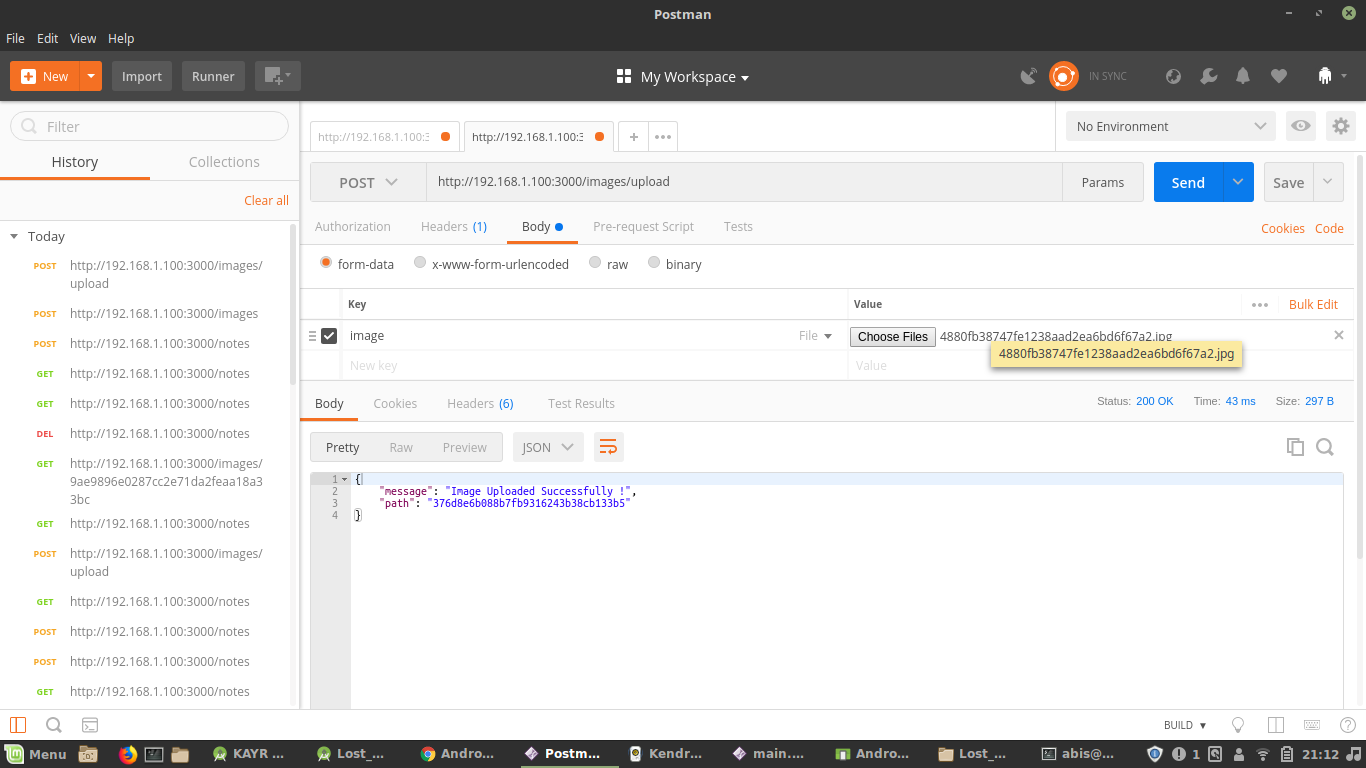 Postman
File Edit View Help
New Import Runner My Workspace IN SYNC
Filter
History Collections
Clear all
Today
POST http://192.168.1.100:3000/images/
upload
POST http://192.168.1.100:3000/images
POST http://192.168.1.100:3000/notes
GET http://192.168.1.100:3000/notes
GET http://192.168.1.100:3000/notes
DEL http://192.168.1.100:3000/notes
GET http://192.168.1.100:3000/images/
9ae9896e0287cc2e71da2feaa18a3
3bc
GET http://192.168.1.100:3000/notes
POST http://192.168.1.100:3000/images/
upload
GET http://192.168.1.100:3000/notes
POST http://192.168.1.100:3000/notes
POST http://192.168.1.100:3000/notes
GET http://192.168.1.100:3000/notes
http://192.168.1.100:3 http://192.168.1.100:3 + ••• No Environment
POST http://192.168.1.100:3000/images/upload Params Send Save
Authorization Headers (1) Body Pre-request Script Tests Cookies Code
form-data x-www-form-urlencoded raw binary
Key Value ••• Bulk Edit
image File Choose Files 4880fb38747fe1238aad2ea6bd6f67a2.jpg
4880fb38747fe1238aad2ea6bd6f67a2.jpg
New key Value
Body Cookies Headers (6) Test Results Status: 200 OK Time: 43 ms Size: 297 B
Pretty Raw Preview JSON
1 {
2 "message": "Image Uploaded Successfully !",
3 "path": "376d8e6b088b7fb9316243b38cb133b5"
4 }
BUILD
Menu KAYR ... Lost_... Andro... Postm... Kendr... main.... Andro... Lost_... abis@... 1 21:12